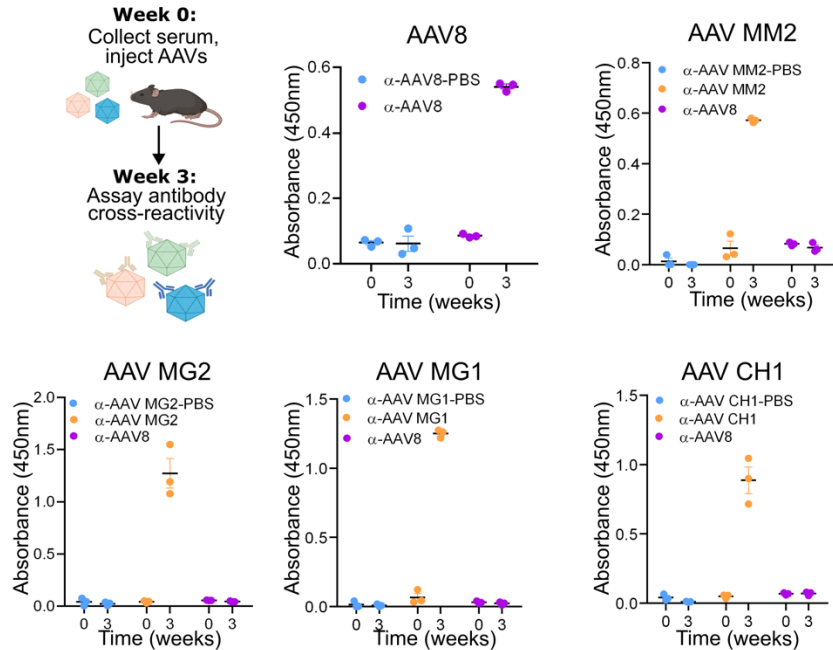 Week 0:
Collect serum,
inject AAVs
Week 3:
Assay antibody
cross-reactivity
AAV8
Absorbance (450nm)
0.6
0.4
0.2
0.0
α-AAV8-PBS
α-AAV8
0
3
0
3
Time (weeks)
AAV MM2
Absorbance (450nm)
0.8
0.6
0.4
0.2
0.0
α-AAV MM2-PBS
α-AAV MM2
α-AAV8
0
3
0
3
0
3
Time (weeks)
AAV MG2
Absorbance (450nm)
2.0
1.5
1.0
0.5
0.0
α-AAV MG2-PBS
α-AAV MG2
α-AAV8
0
3
0
3
0
3
Time (weeks)
AAV MG1
Absorbance (450nm)
1.5
1.0
0.5
0.0
α-AAV MG1-PBS
α-AAV MG1
α-AAV8
0
3
0
3
0
3
Time (weeks)
AAV CH1
Absorbance (450nm)
1.5
1.0
0.5
0.0
α-AAV CH1-PBS
α-AAV CH1
α-AAV8
0
3
0
3
0
3
Time (weeks)